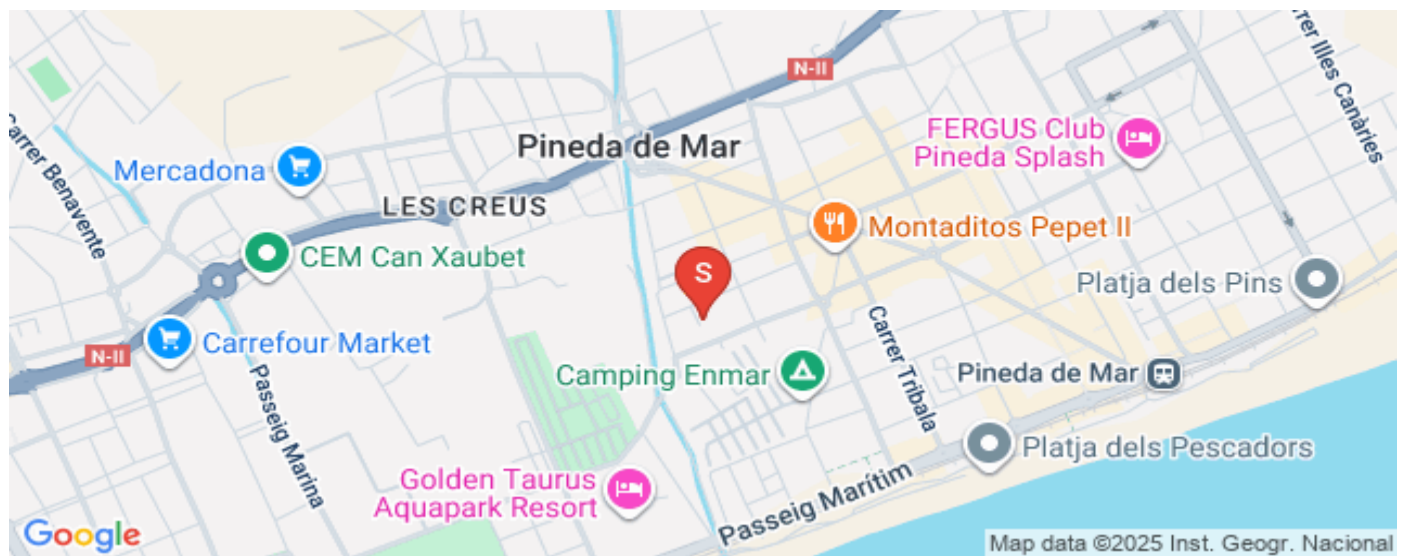 N-II
Carrer Illes Canàries
Carrer Benavente
Pineda de Mar
FERGUS Club
Pineda Splash
Mercadona
LES CREUS
Montaditos Pepet II
CEM Can Xaubet
S
Platja dels Pins
Carrefour Market
N-II
Passeig Marina
Camping Enmar
Carrer Tribala
Pineda de Mar
Platja dels Pescadors
Golden Taurus
Aquapark Resort
Passeig Marítim
Google
Map data ©2025 Inst. Geogr. Nacional